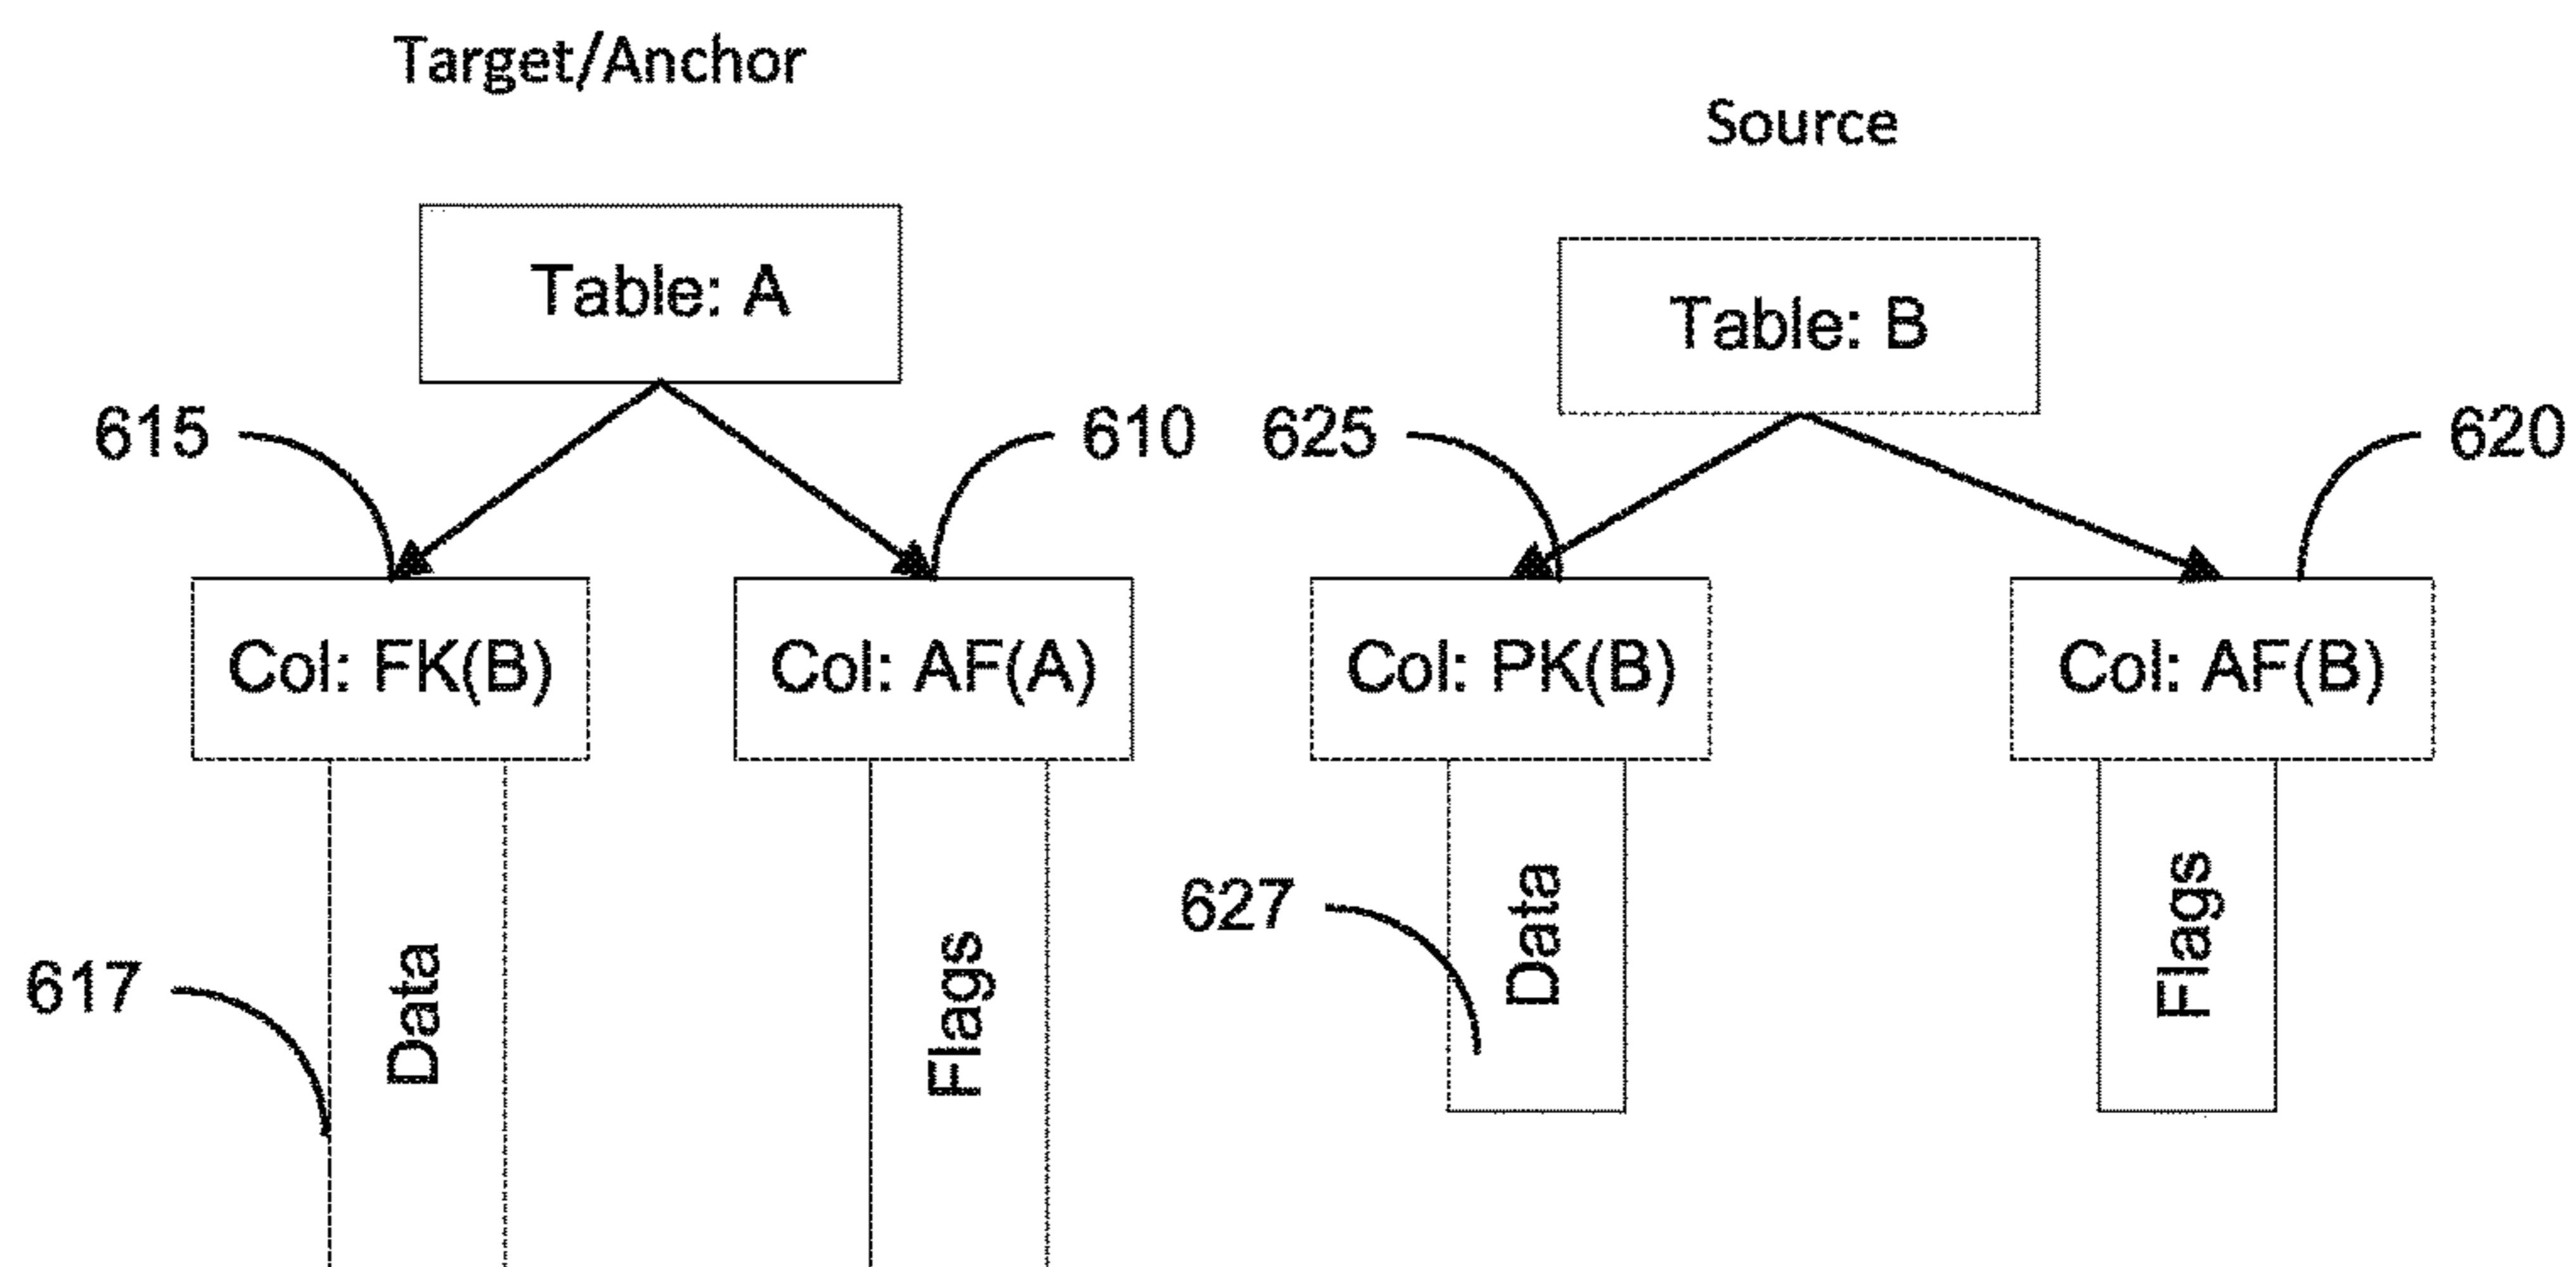 Target/Anchor
Source
Table: A
Table: B
615
610
625
620
Col: FK(B)
Col: AF(A)
Col: PK(B)
Col: AF(B)
627
617
Data
Flags
Data
Flags